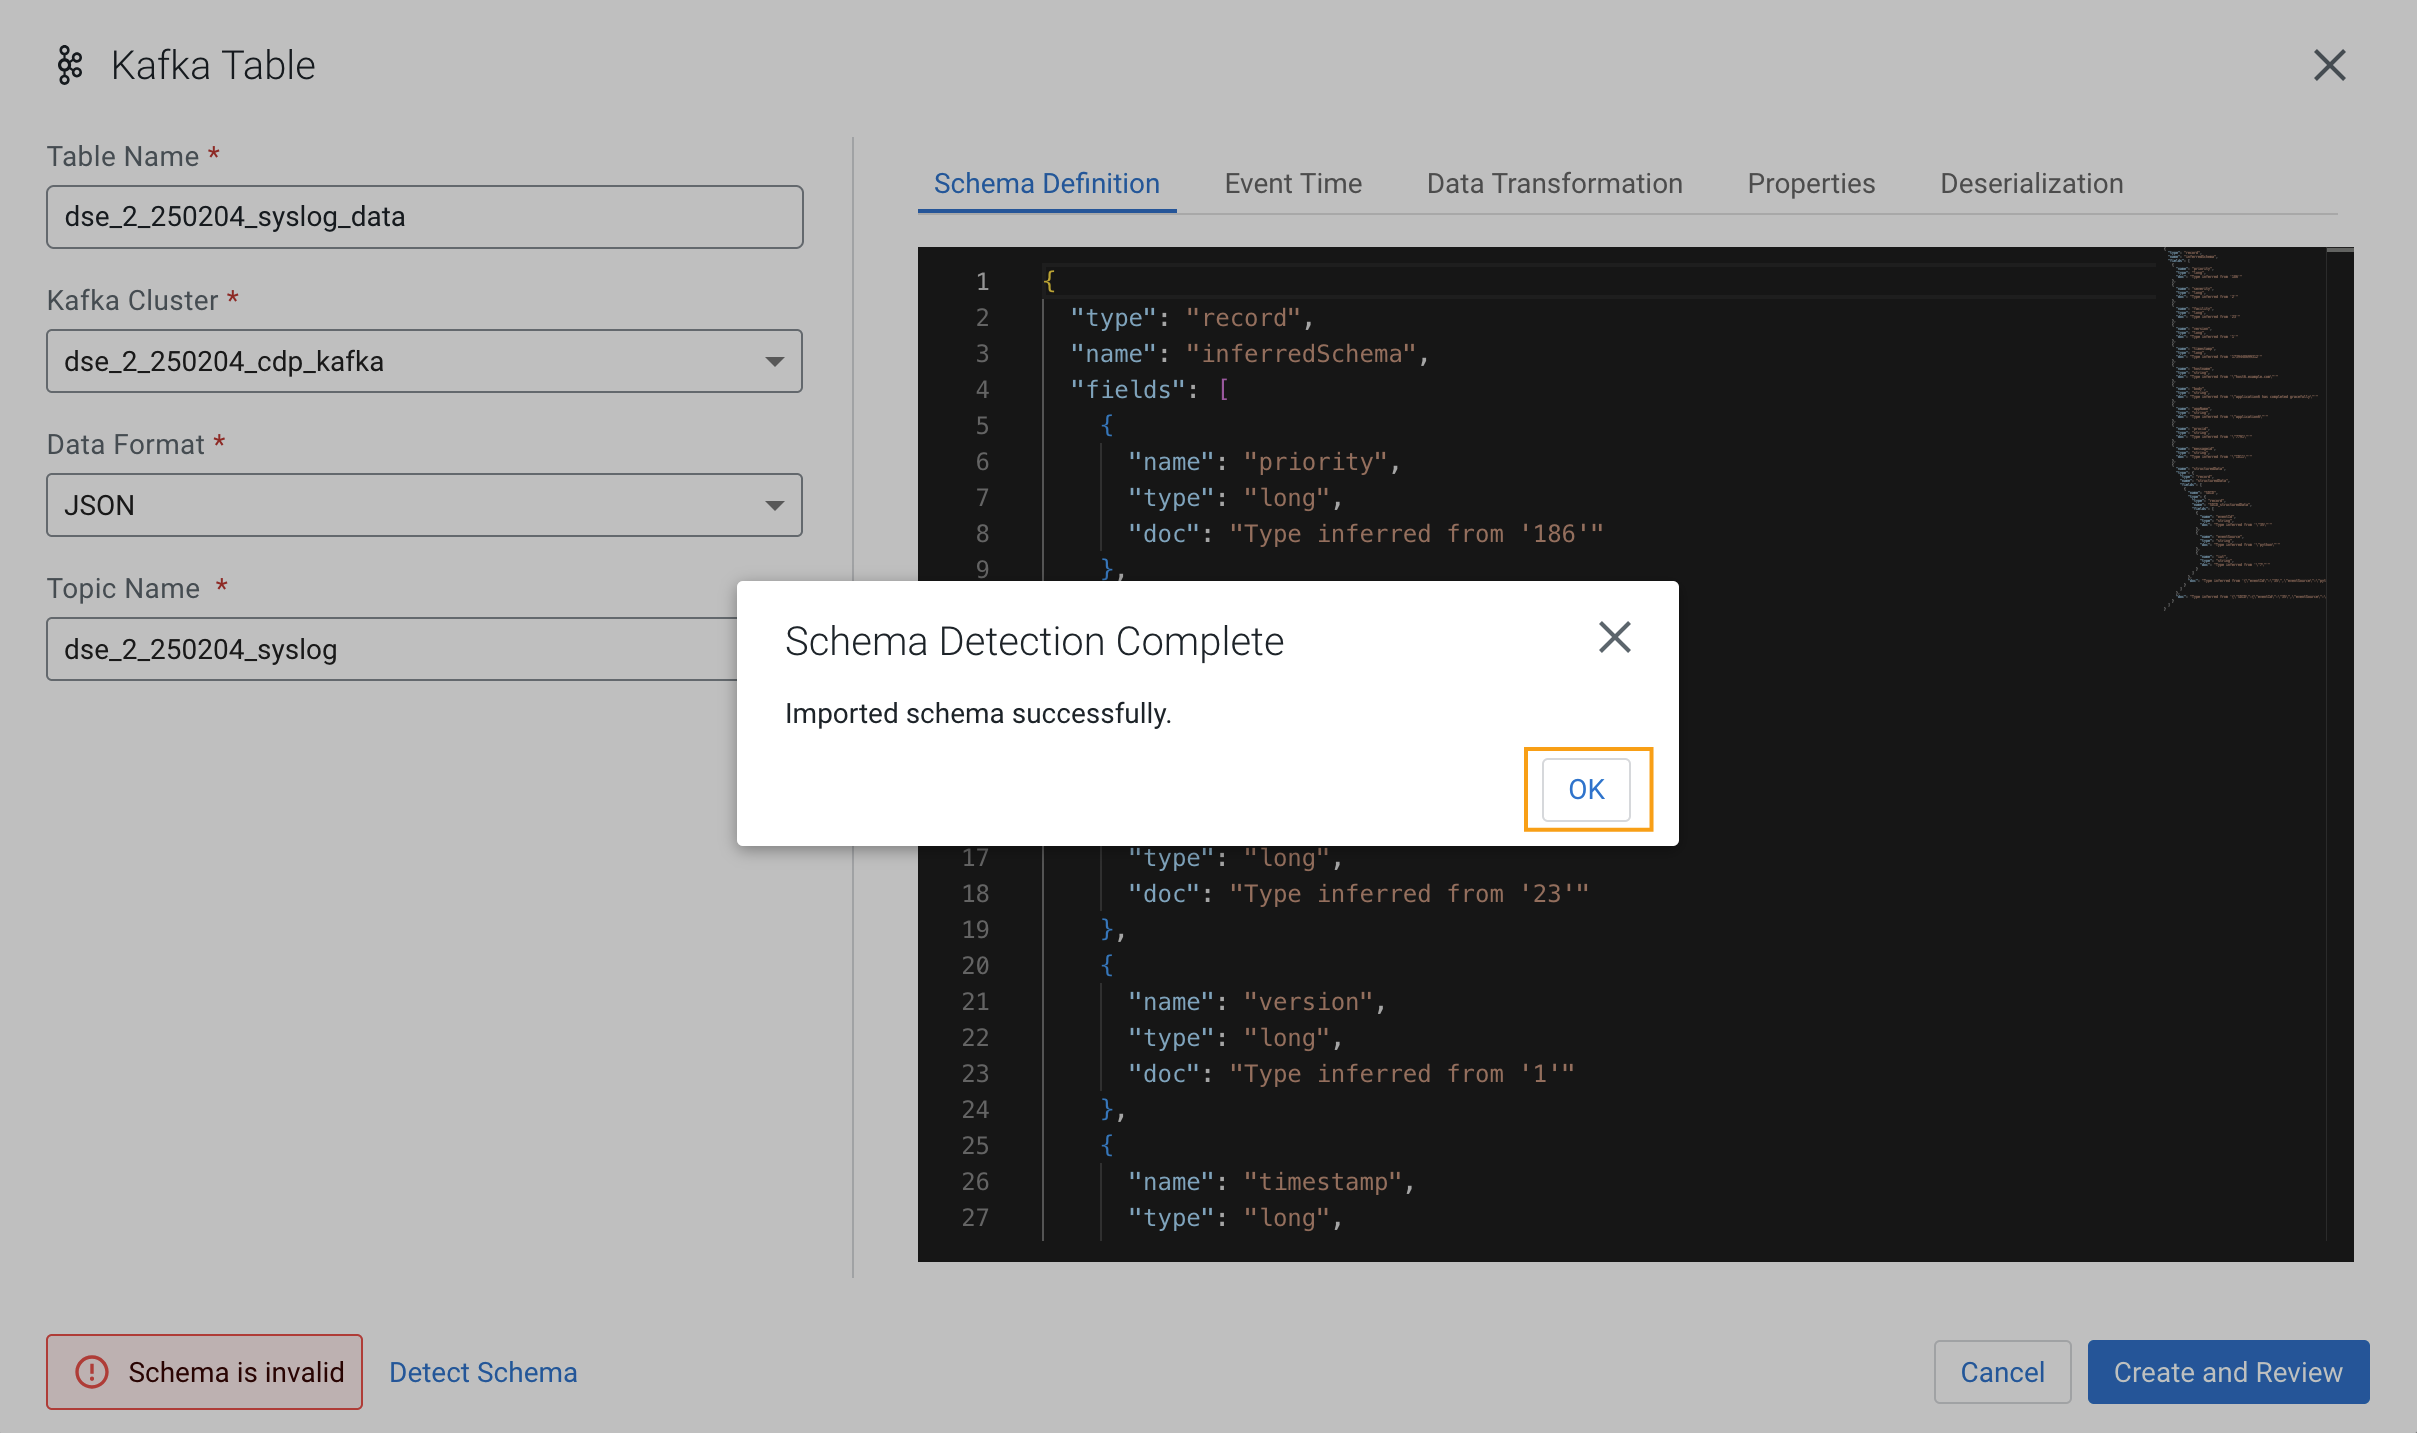 Kafka Table
Table Name *
dse_2_250204_syslog_data
Kafka Cluster *
dse_2_250204_cdp_kafka
Data Format *
JSON
Topic Name *
dse_2_250204_syslog
Schema Definition Event Time Data Transformation Properties Deserialization
1 {
2 "type": "record",
3 "name": "inferredSchema",
4 "fields": [
5 {
6 "name": "priority",
7 "type": "long",
8 "doc": "Type inferred from '186'"
9 },
Schema Detection Complete
Imported schema successfully.
OK
17 "type": "long",
18 "doc": "Type inferred from '23'"
19 },
20 {
21 "name": "version",
22 "type": "long",
23 "doc": "Type inferred from '1'"
24 },
25 {
26 "name": "timestamp",
27 "type": "long",
Schema is invalid
Detect Schema
Cancel
Create and Review